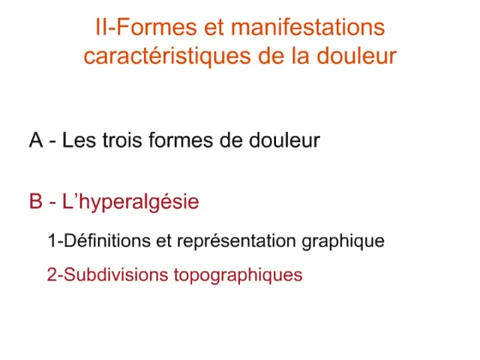 II-Formes et manifestations
caractéristiques de la douleur
A - Les trois formes de douleur
B - L’hyperalgésie
1-Définitions et représentation graphique
2-Subdivisions topographiques